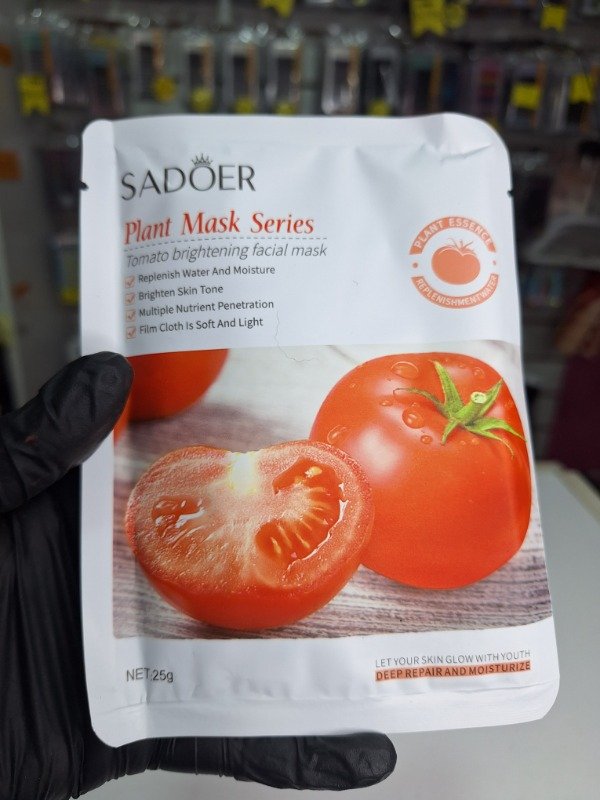 SADOER
Plant Mask Series
Tomato brightening facial mask
Replenish Water And Moisture
Brighten Skin Tone
Multiple Nutrient Penetration
Film Cloth Is Soft And Light
PLANT ESSENCE
REPLENISHMENTWATER
NET.25g
LET YOUR SKIN GLOW WITH YOUTH
DEEP REPAIR AND MOISTURIZE